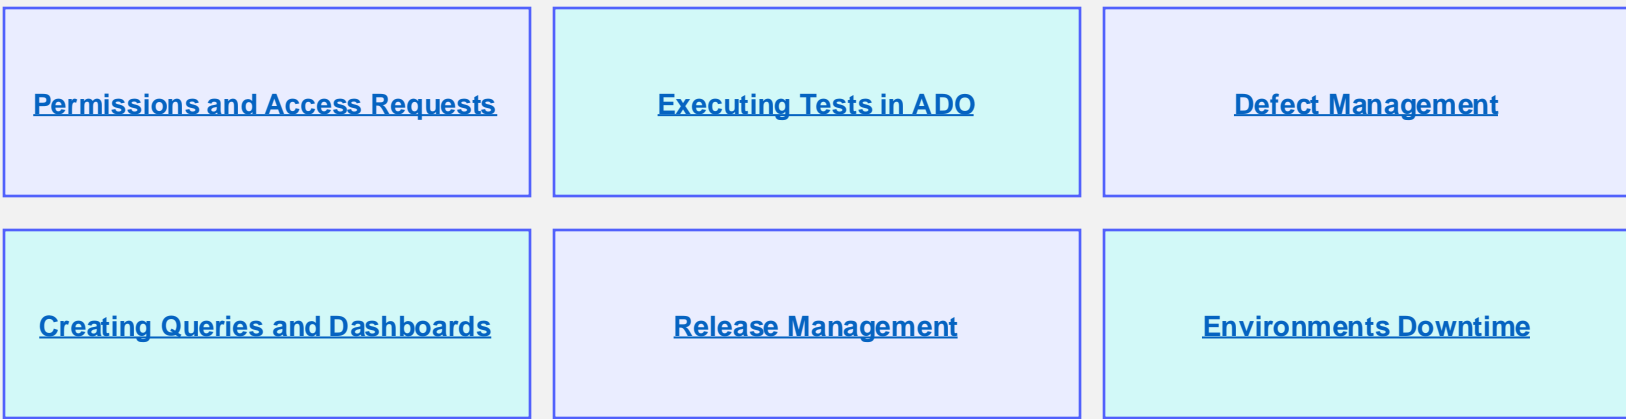 Permissions and Access Requests
Executing Tests in ADO
Defect Management
Creating Queries and Dashboards
Release Management
Environments Downtime